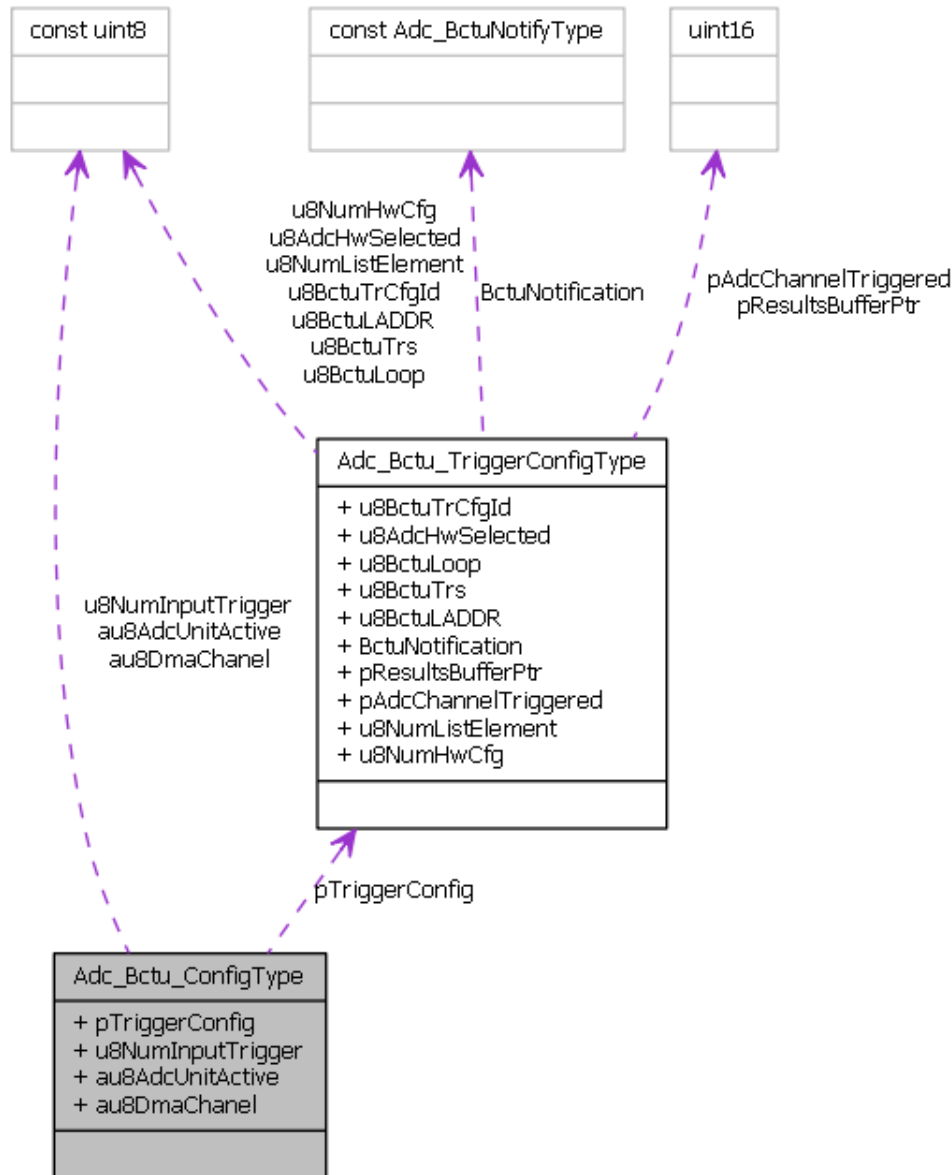 const uint8
const Adc_BctuNotifyType
uint16
u8NumHwCfg
u8AdcHwSelected
u8NumListElement
u8BctuTrCfgId
u8BctuLADDR
u8BctuTrs
u8BctuLoop
BctuNotification
pAdcChannelTriggered
pResultsBufferPtr
Adc_Bctu_TriggerConfigType
+ u8BctuTrCfgId
+ u8AdcHwSelected
+ u8BctuLoop
+ u8BctuTrs
+ u8BctuLADDR
+ BctuNotification
+ pResultsBufferPtr
+ pAdcChannelTriggered
+ u8NumListElement
+ u8NumHwCfg
u8NumInputTrigger
au8AdcUnitActive
au8DmaChanel
pTriggerConfig
Adc_Bctu_ConfigType
+ pTriggerConfig
+ u8NumInputTrigger
+ au8AdcUnitActive
+ au8DmaChanel